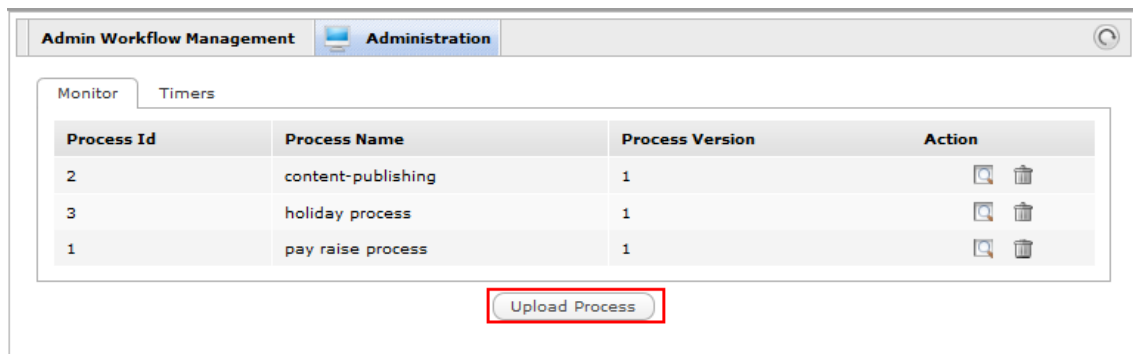 Admin Workflow Management Administration
Monitor Timers
Process Id Process Name Process Version Action
2 content-publishing 1
3 holiday process 1
1 pay raise process 1
Upload Process